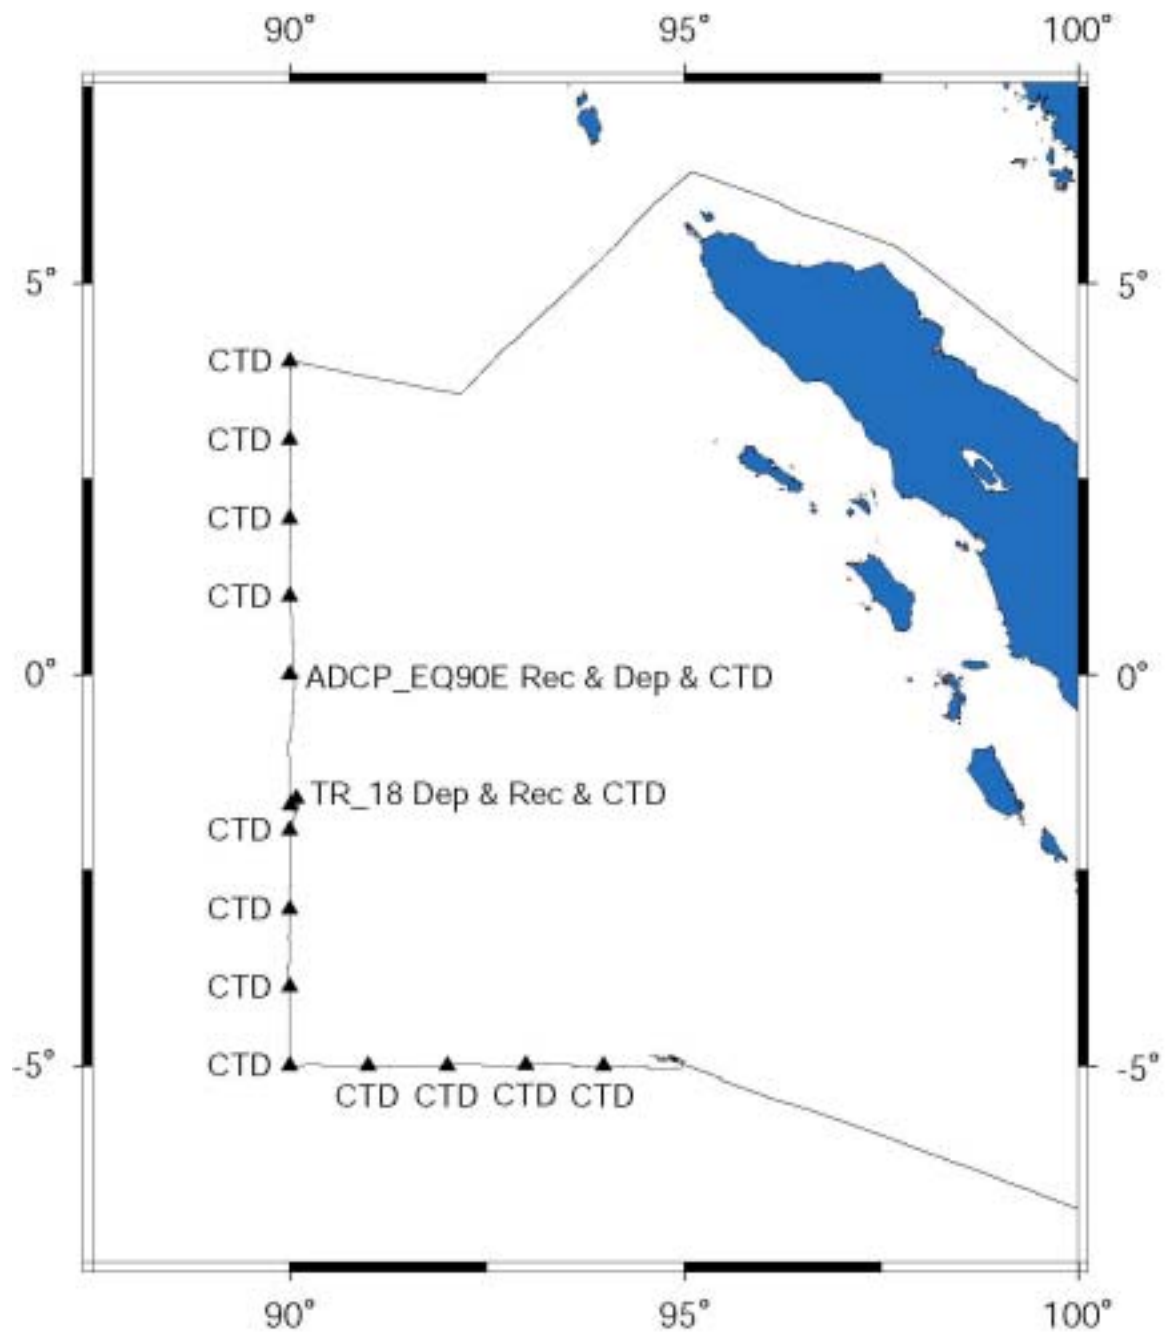 90° 95° 100°
5° 5°
CTD
CTD
CTD
CTD
0° ADCP_EQ90E Rec & Dep & CTD 0°
TR_18 Dep & Rec & CTD
CTD
CTD
CTD
-5° CTD -5°
CTD CTD CTD CTD
90° 95° 100°